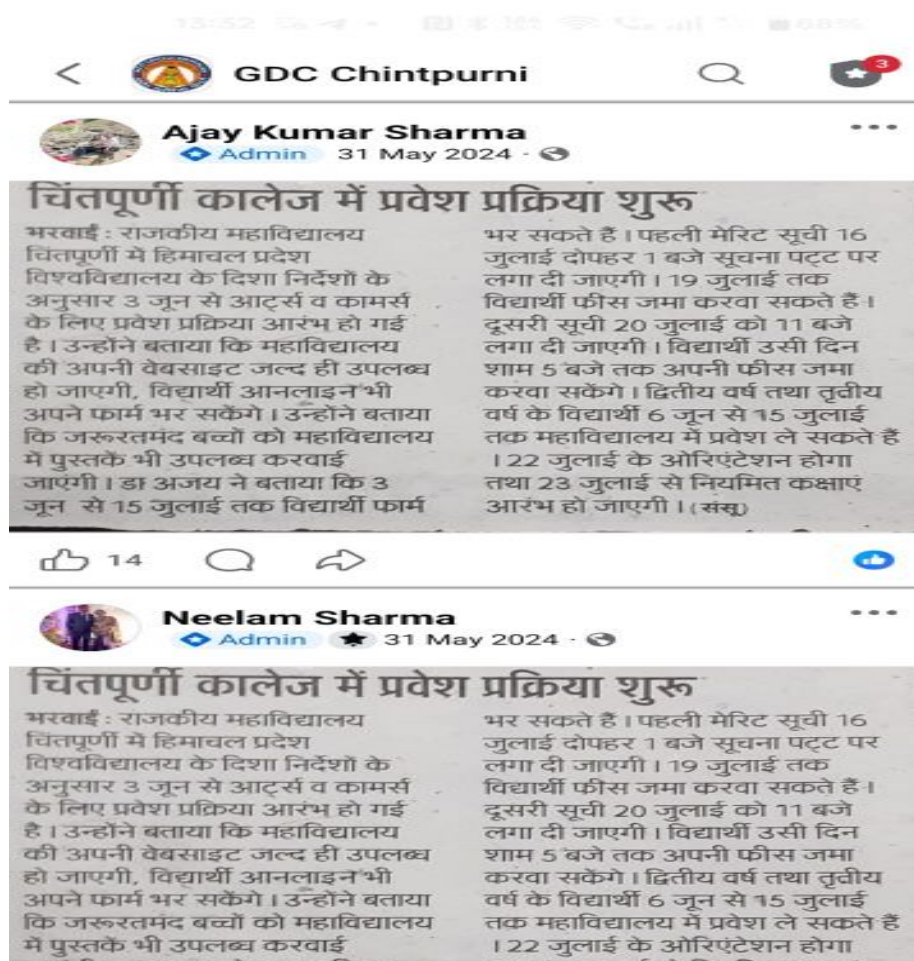 13:52
68%
GDC Chintpurni
3
Ajay Kumar Sharma
Admin 31 May 2024 ·
चिंतपूर्णी कालेज में प्रवेश प्रक्रिया शुरू
भरवाईं : राजकीय महाविद्यालय
चिंतपूर्णी में हिमाचल प्रदेश
विश्वविद्यालय के दिशा निर्देशों के
अनुसार 3 जून से आर्ट्स व कामर्स
के लिए प्रवेश प्रक्रिया आरंभ हो गई
है । उन्होंने बताया कि महाविद्यालय
की अपनी वेबसाइट जल्द ही उपलब्ध
हो जाएगी, विद्यार्थी आनलाइन भी
अपने फार्म भर सकेंगे । उन्होंने बताया
कि जरूरतमंद बच्चों को महाविद्यालय
में पुस्तकें भी उपलब्ध करवाई
जाएंगी । डा अजय ने बताया कि 3
जून से 15 जुलाई तक विद्यार्थी फार्म
भर सकते हैं । पहली मेरिट सूची 16
जुलाई दोपहर 1 बजे सूचना पट्ट पर
लगा दी जाएगी । 19 जुलाई तक
विद्यार्थी फीस जमा करवा सकते हैं ।
दूसरी सूची 20 जुलाई को 11 बजे
लगा दी जाएगी । विद्यार्थी उसी दिन
शाम 5 बजे तक अपनी फीस जमा
करवा सकेंगे । द्वितीय वर्ष तथा तृतीय
वर्ष के विद्यार्थी 6 जून से 15 जुलाई
तक महाविद्यालय में प्रवेश ले सकते हैं
। 22 जुलाई के ओरिएंटेशन होगा
तथा 23 जुलाई से नियमित कक्षाएं
आरंभ हो जाएगी । (संसू)
14
Neelam Sharma
Admin 31 May 2024 ·
चिंतपूर्णी कालेज में प्रवेश प्रक्रिया शुरू
भरवाईं : राजकीय महाविद्यालय
चिंतपूर्णी में हिमाचल प्रदेश
विश्वविद्यालय के दिशा निर्देशों के
अनुसार 3 जून से आर्ट्स व कामर्स
के लिए प्रवेश प्रक्रिया आरंभ हो गई
है । उन्होंने बताया कि महाविद्यालय
की अपनी वेबसाइट जल्द ही उपलब्ध
हो जाएगी, विद्यार्थी आनलाइन भी
अपने फार्म भर सकेंगे । उन्होंने बताया
कि जरूरतमंद बच्चों को महाविद्यालय
में पुस्तकें भी उपलब्ध करवाई
भर सकते हैं । पहली मेरिट सूची 16
जुलाई दोपहर 1 बजे सूचना पट्ट पर
लगा दी जाएगी । 19 जुलाई तक
विद्यार्थी फीस जमा करवा सकते हैं ।
दूसरी सूची 20 जुलाई को 11 बजे
लगा दी जाएगी । विद्यार्थी उसी दिन
शाम 5 बजे तक अपनी फीस जमा
करवा सकेंगे । द्वितीय वर्ष तथा तृतीय
वर्ष के विद्यार्थी 6 जून से 15 जुलाई
तक महाविद्यालय में प्रवेश ले सकते हैं
। 22 जुलाई के ओरिएंटेशन होगा